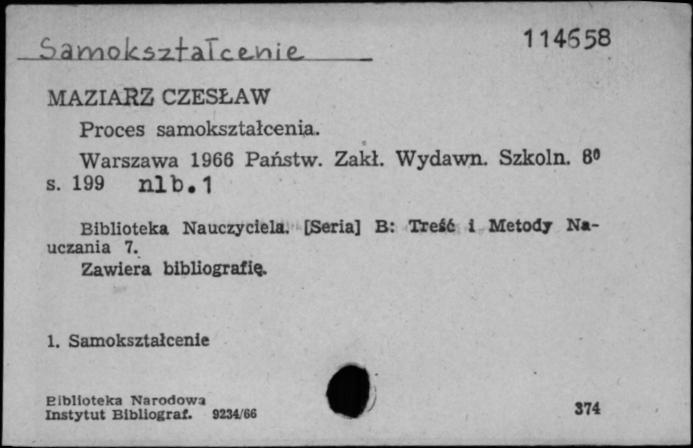 Samokształcenie
114658
MAZIARZ CZESŁAW
Proces samokształcenia.
Warszawa 1966 Państw. Zakł. Wydawn. Szkoln. 8⁰
s. 199 nlb. 1
Biblioteka Nauczyciela. [Seria] B: Treść i Metody Na-
uczania 7.
Zawiera bibliografię.
1. Samokształcenie
Biblioteka Narodowa
Instytut Bibliograf. 9234/66
374